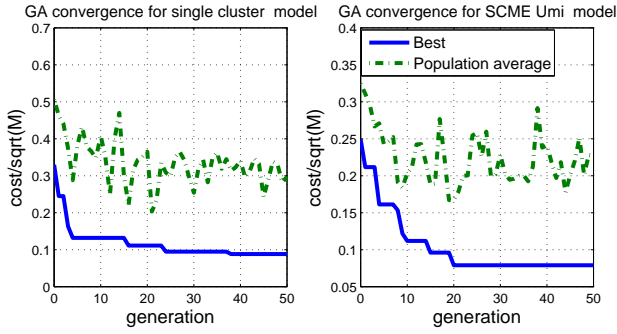 GA convergence for single cluster model
cost/sqrt(M)
0.7
0.6
0.5
0.4
0.3
0.2
0.1
0
0 10 20 30 40 50
generation
GA convergence for SCME Umi model
Best
Population average
cost/sqrt(M)
0.4
0.35
0.3
0.25
0.2
0.15
0.1
0.05
0 10 20 30 40 50
generation